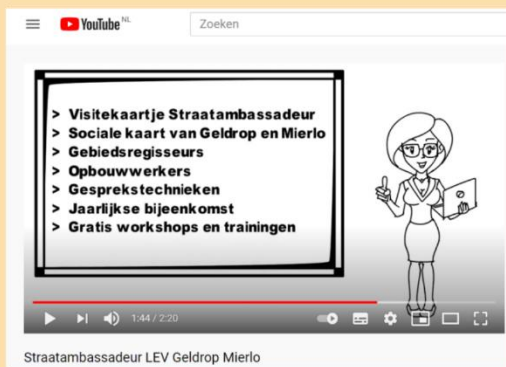 YouTube NL
Zoeken
> Visitekaartje Straatambassadeur
> Sociale kaart van Geldrop en Mierlo
> Gebiedsregisseurs
> Opbouwwerkers
> Gesprekstechnieken
> Jaarlijkse bijeenkomst
> Gratis workshops en trainingen
1:44 / 2:20
Straatambassadeur LEV Geldrop Mierlo